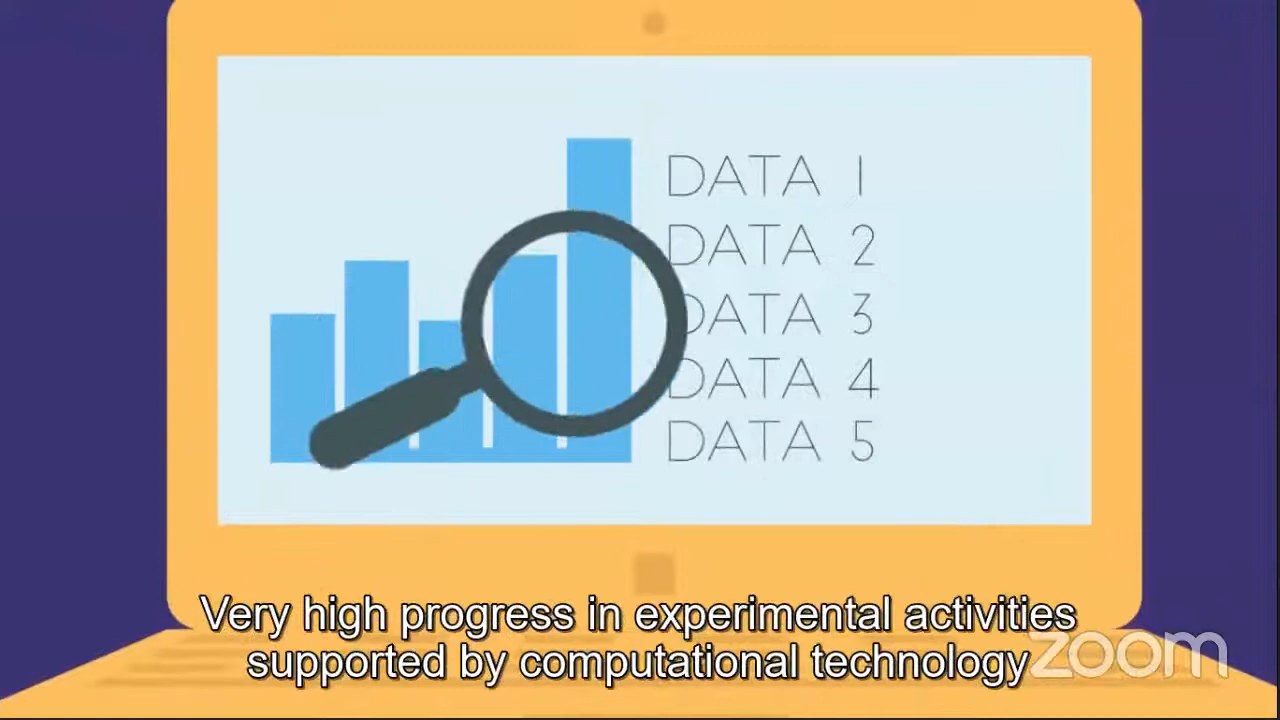 DATA 1
DATA 2
DATA 3
DATA 4
DATA 5
Very high progress in experimental activities
supported by computational technology
zoom